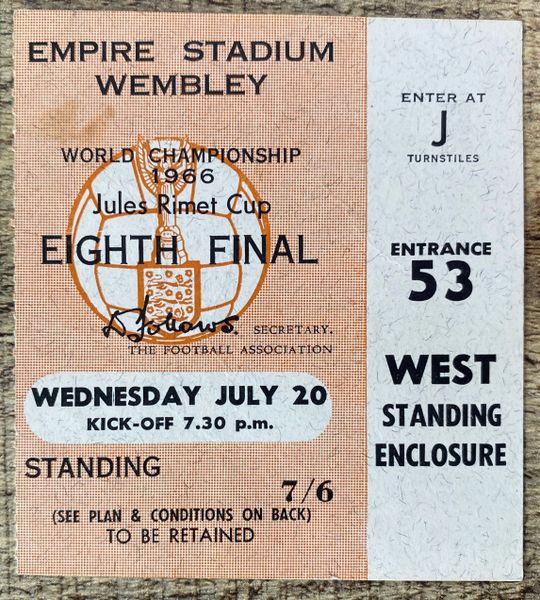 EMPIRE STADIUM
WEMBLEY
WORLD CHAMPIONSHIP
1966
Jules Rimet Cup
EIGHTH FINAL
D Follows. SECRETARY,
THE FOOTBALL ASSOCIATION
WEDNESDAY JULY 20
KICK-OFF 7.30 p.m.
STANDING
7/6
(SEE PLAN & CONDITIONS ON BACK)
TO BE RETAINED
ENTER AT
J
TURNSTILES
ENTRANCE
53
WEST
STANDING
ENCLOSURE